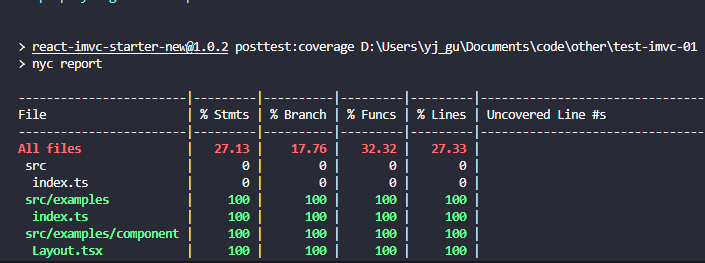 > react-imvc-starter-new@1.0.2 posttest:coverage D:\Users\yj_gu\Documents\code\other\test-imvc-01
> nyc report
------------------------|---------|----------|---------|---------|--------------------------------
File                    | % Stmts | % Branch | % Funcs | % Lines | Uncovered Line #s
------------------------|---------|----------|---------|---------|--------------------------------
All files               |   27.13 |    17.76 |   32.32 |   27.33 |
 src                    |       0 |        0 |       0 |       0 |
  index.ts              |       0 |        0 |       0 |       0 |
 src/examples           |     100 |      100 |     100 |     100 |
  index.ts              |     100 |      100 |     100 |     100 |
 src/examples/component |     100 |      100 |     100 |     100 |
  Layout.tsx            |     100 |      100 |     100 |     100 |